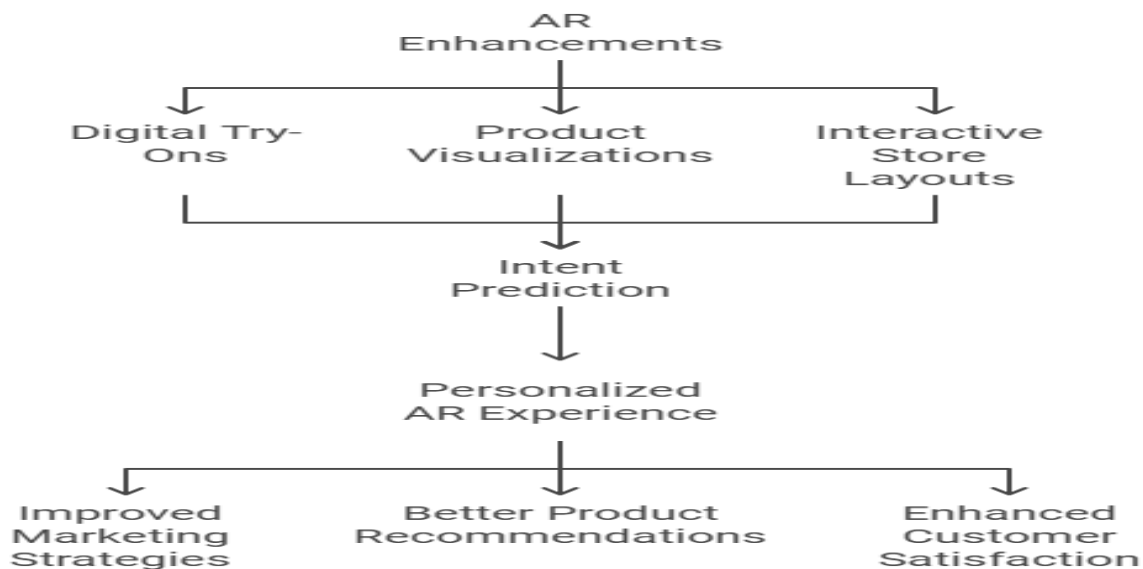 AR
Enhancements
Digital Try-
Ons
Product
Visualizations
Interactive
Store
Layouts
Intent
Prediction
Personalized
AR Experience
Improved
Marketing
Strategies
Better Product
Recommendations
Enhanced
Customer
Satisfaction